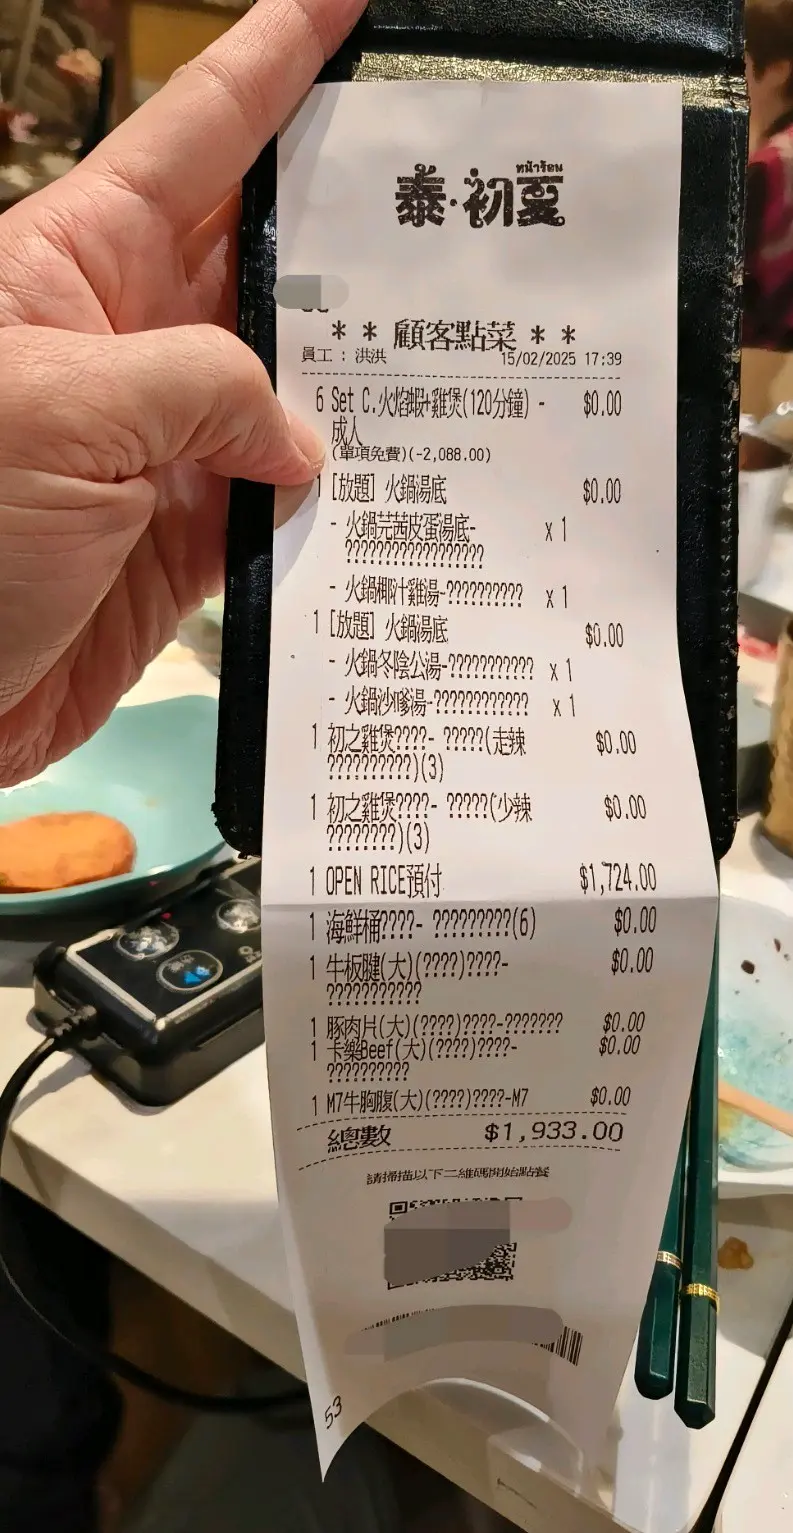 หน้าร้อน
泰·初夏
** 顧客點菜 **
員工 : 洪洪 15/02/2025 17:39
6 Set C.火焰蝦+雞煲(120分鐘) - $0.00
成人
(單項免費)(-2,088.00)
1 [放題] 火鍋湯底 $0.00
- 火鍋芫茜皮蛋湯底- x 1
??????????????????
- 火鍋椰汁雞湯-?????????? x 1
1 [放題] 火鍋湯底 $0.00
- 火鍋冬陰公湯-??????????? x 1
- 火鍋沙嗲湯-???????????? x 1
1 初之雞煲????- ?????(走辣 $0.00
??????????)(3)
1 初之雞煲????- ?????(少辣 $0.00
????????)(3)
1 OPEN RICE預付 $1,724.00
1 海鮮桶????- ?????????(6) $0.00
1 牛板腱(大)(????)????- $0.00
???????????
1 豚肉片(大)(????)????-??????? $0.00
1 卡樂Beef(大)(????)????- $0.00
??????????
1 M7牛胸腹(大)(????)????-M7 $0.00
總數 $1,933.00
請掃描以下二維碼開始點餐
53